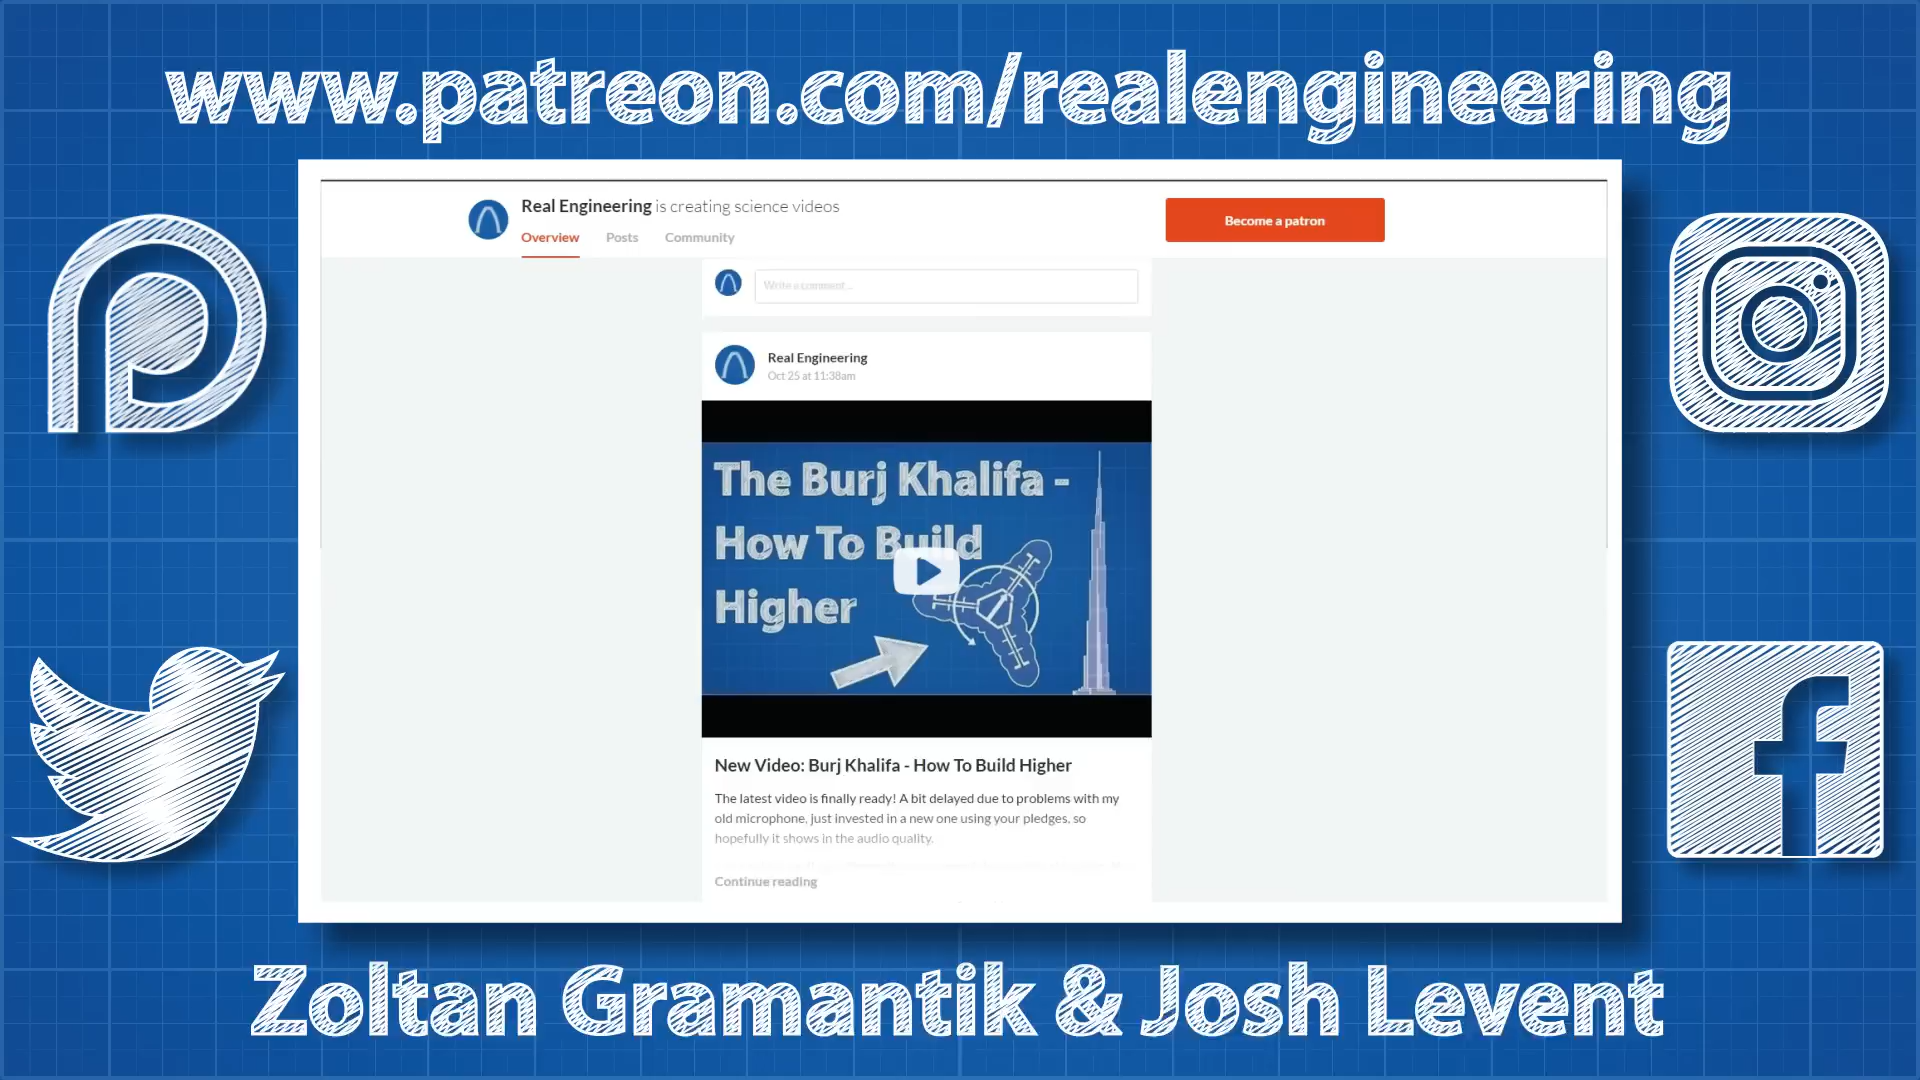 www.patreon.com/realengineering
Real Engineering is creating science videos
Become a patron
Overview Posts Community
Write a comment...
Real Engineering
Oct 25 at 11:38am
The Burj Khalifa -
How To Build
Higher
New Video: Burj Khalifa - How To Build Higher
The latest video is finally ready! A bit delayed due to problems with my
old microphone, just invested in a new one using your pledges, so
hopefully it shows in the audio quality.
Continue reading
Zoltan Gramantik & Josh Levent